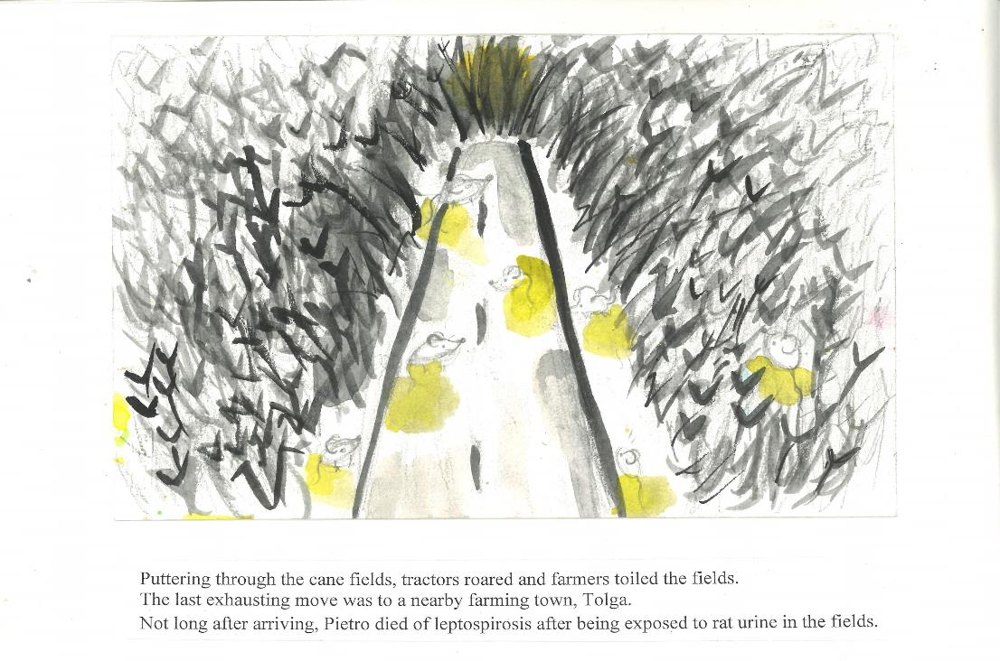 Puttering through the cane fields, tractors roared and farmers toiled the fields.
The last exhausting move was to a nearby farming town, Tolga.
Not long after arriving, Pietro died of leptospirosis after being exposed to rat urine in the fields.